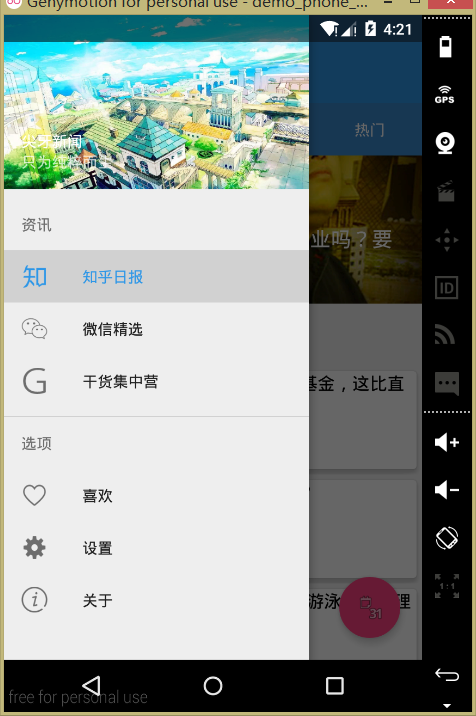 Genymotion for personal use - demo_phone_...
4:21
GPS
热门
新闻
只为
业吗？要
资讯
知 知乎日报
微信精选
G 干货集中营
基金，这比直
选项
喜欢
ID
设置
关于
游泳
理
31
1:1
free for personal use